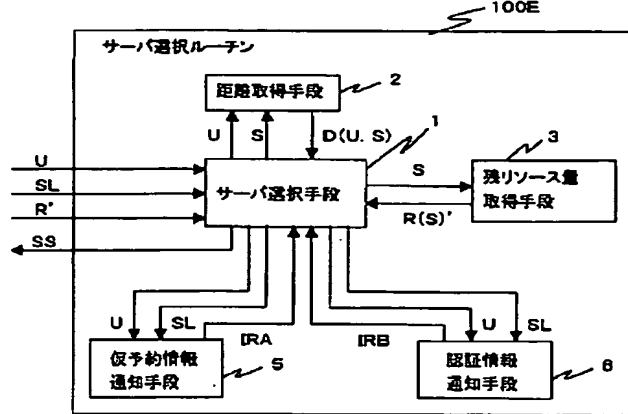 100E
サーバ選択ルーチン
距離取得手段
2
U
S
D(U. S)
1
3
U
SL
R'
SS
サーバ選択手段
S
R(S)'
残リソース量
取得手段
U
SL
IRA
IRB
U
SL
仮予約情報
通知手段
5
認証情報
通知手段
6